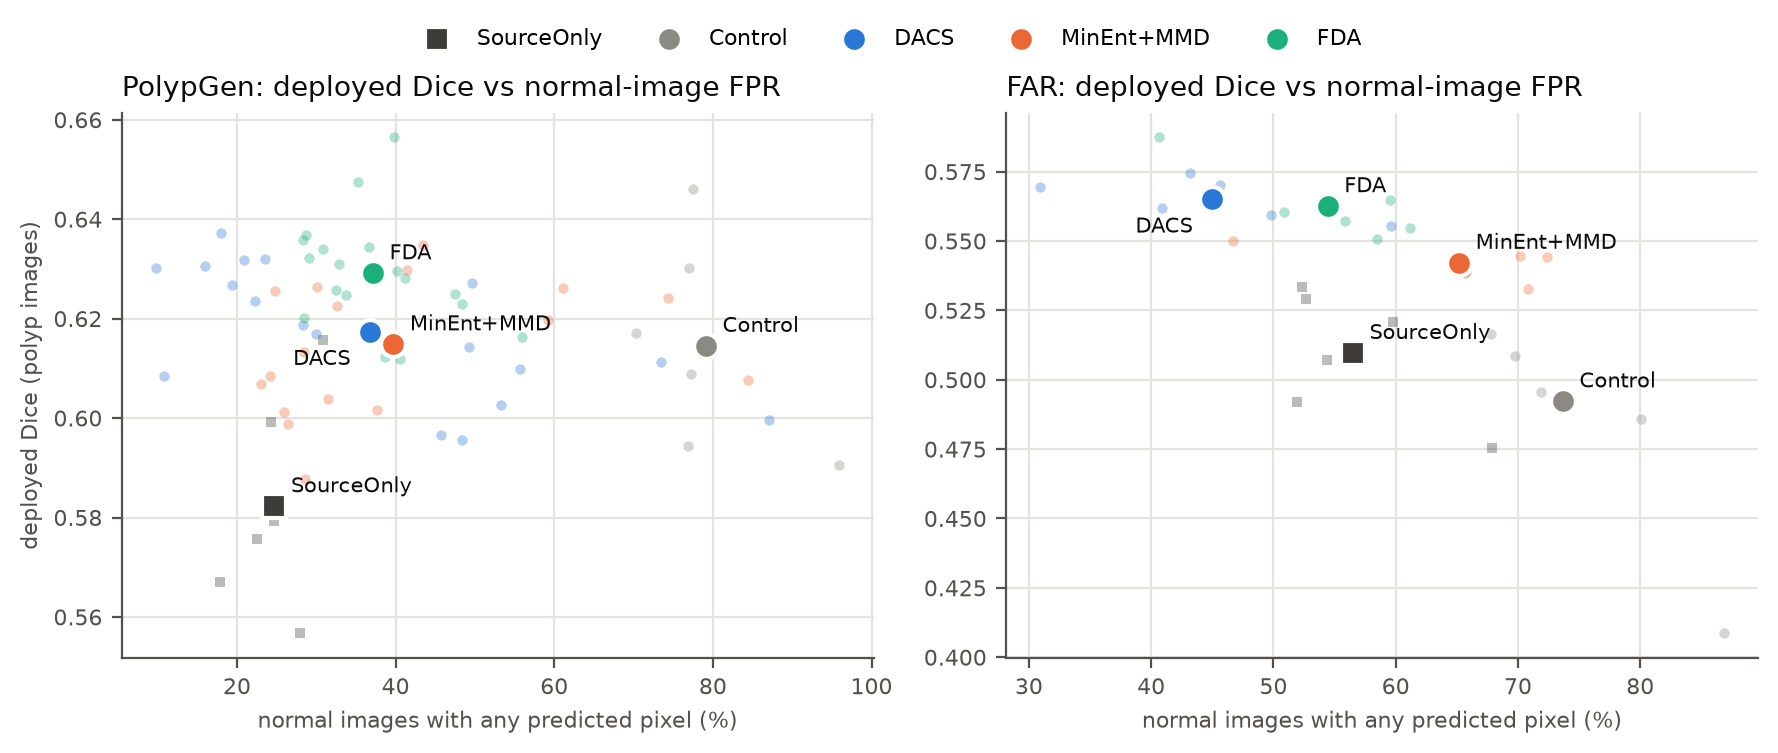 SourceOnly Control DACS MinEnt+MMD FDA
PolypGen: deployed Dice vs normal-image FPR
deployed Dice (polyp images)
0.66
0.64
0.62
0.60
0.58
0.56
FDA
MinEnt+MMD
Control
DACS
SourceOnly
20 40 60 80 100
normal images with any predicted pixel (%)
FAR: deployed Dice vs normal-image FPR
0.575
0.550
0.525
0.500
0.475
0.450
0.425
0.400
FDA
DACS
MinEnt+MMD
SourceOnly
Control
30 40 50 60 70 80
normal images with any predicted pixel (%)